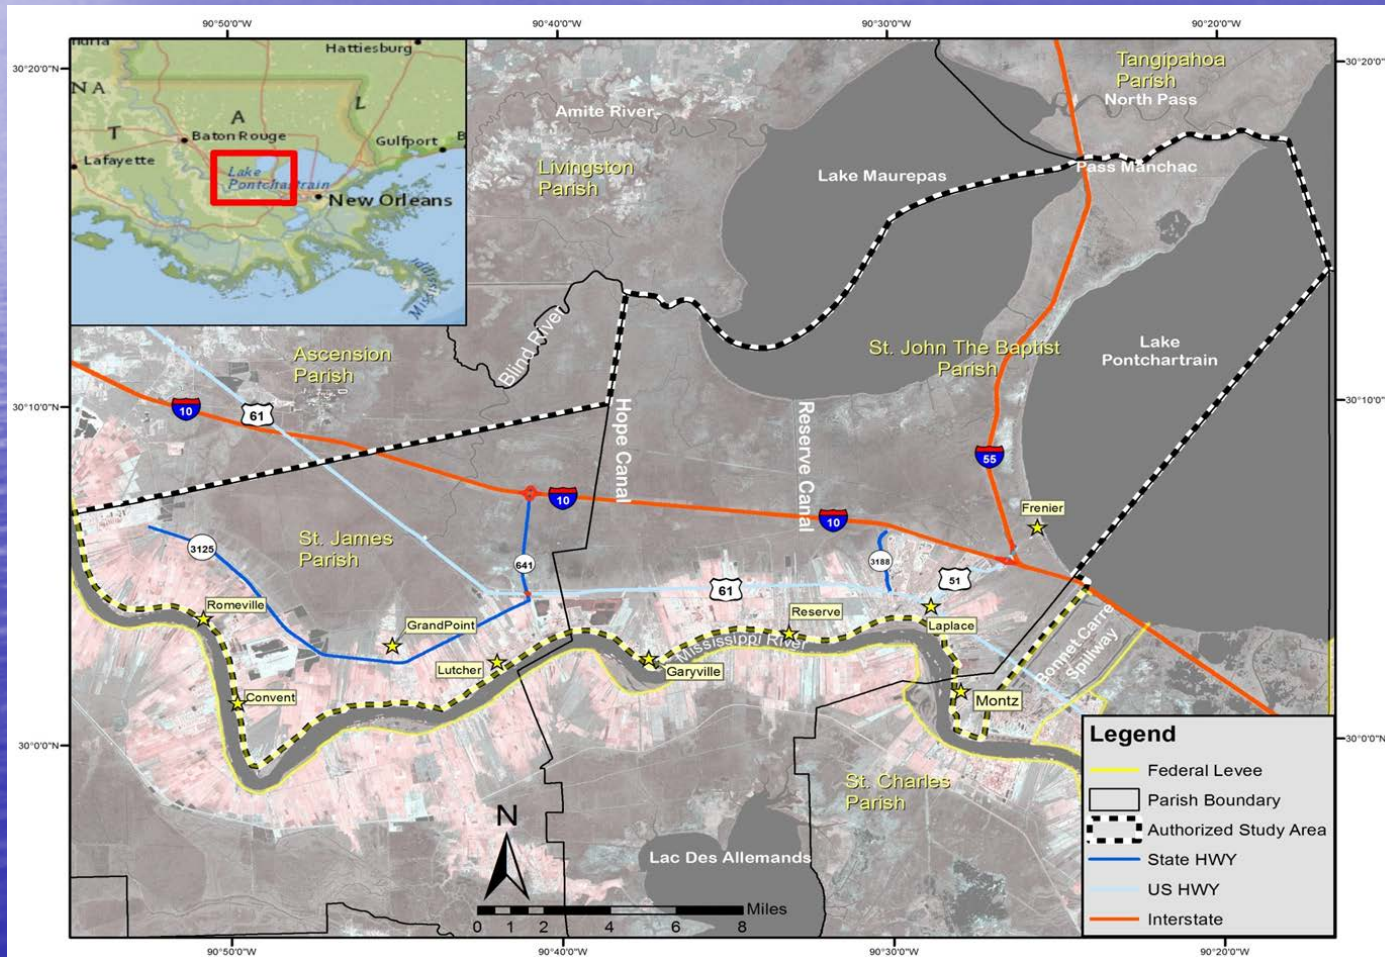 90°50'0"W
90°40'0"W
90°30'0"W
90°20'0"W
30°20'0"N
30°20'0"N
Hattiesburg
NA
A
L
T
Baton Rouge
Gulfport
B
Lafayette
Lake
Pontchartrain
New Orleans
Tangipahoa
Parish
North Pass
Amite River
Livingston
Parish
Lake Maurepas
Pass Manchac
Blind River
Ascension
Parish
St. John The Baptist
Parish
Lake
Pontchartrain
30°10'0"N
30°10'0"N
10
61
Hope Canal
Reserve Canal
55
10
10
Frenier
St. James
Parish
3125
641
3188
51
61
Romeville
GrandPoint
Reserve
Laplace
Lutcher
Mississippi River
Garyville
Convent
Montz
Bonnet Carre
Spillway
30°0'0"N
30°0'0"N
St. Charles
Parish
Lac Des Allemands
N
Miles
0 1 2 4 6 8
Legend
Federal Levee
Parish Boundary
Authorized Study Area
State HWY
US HWY
Interstate
90°50'0"W
90°40'0"W
90°30'0"W
90°20'0"W